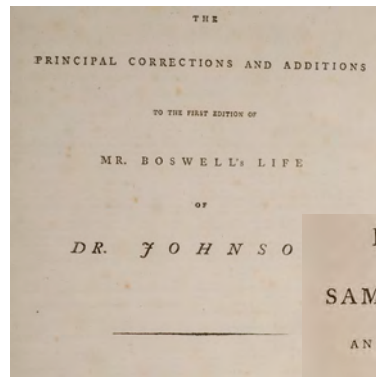 THE
PRINCIPAL CORRECTIONS AND ADDITIONS
TO THE FIRST EDITION OF
MR. BOSWELL's LIFE
OF
DR. JOHNSO
SAM
AN